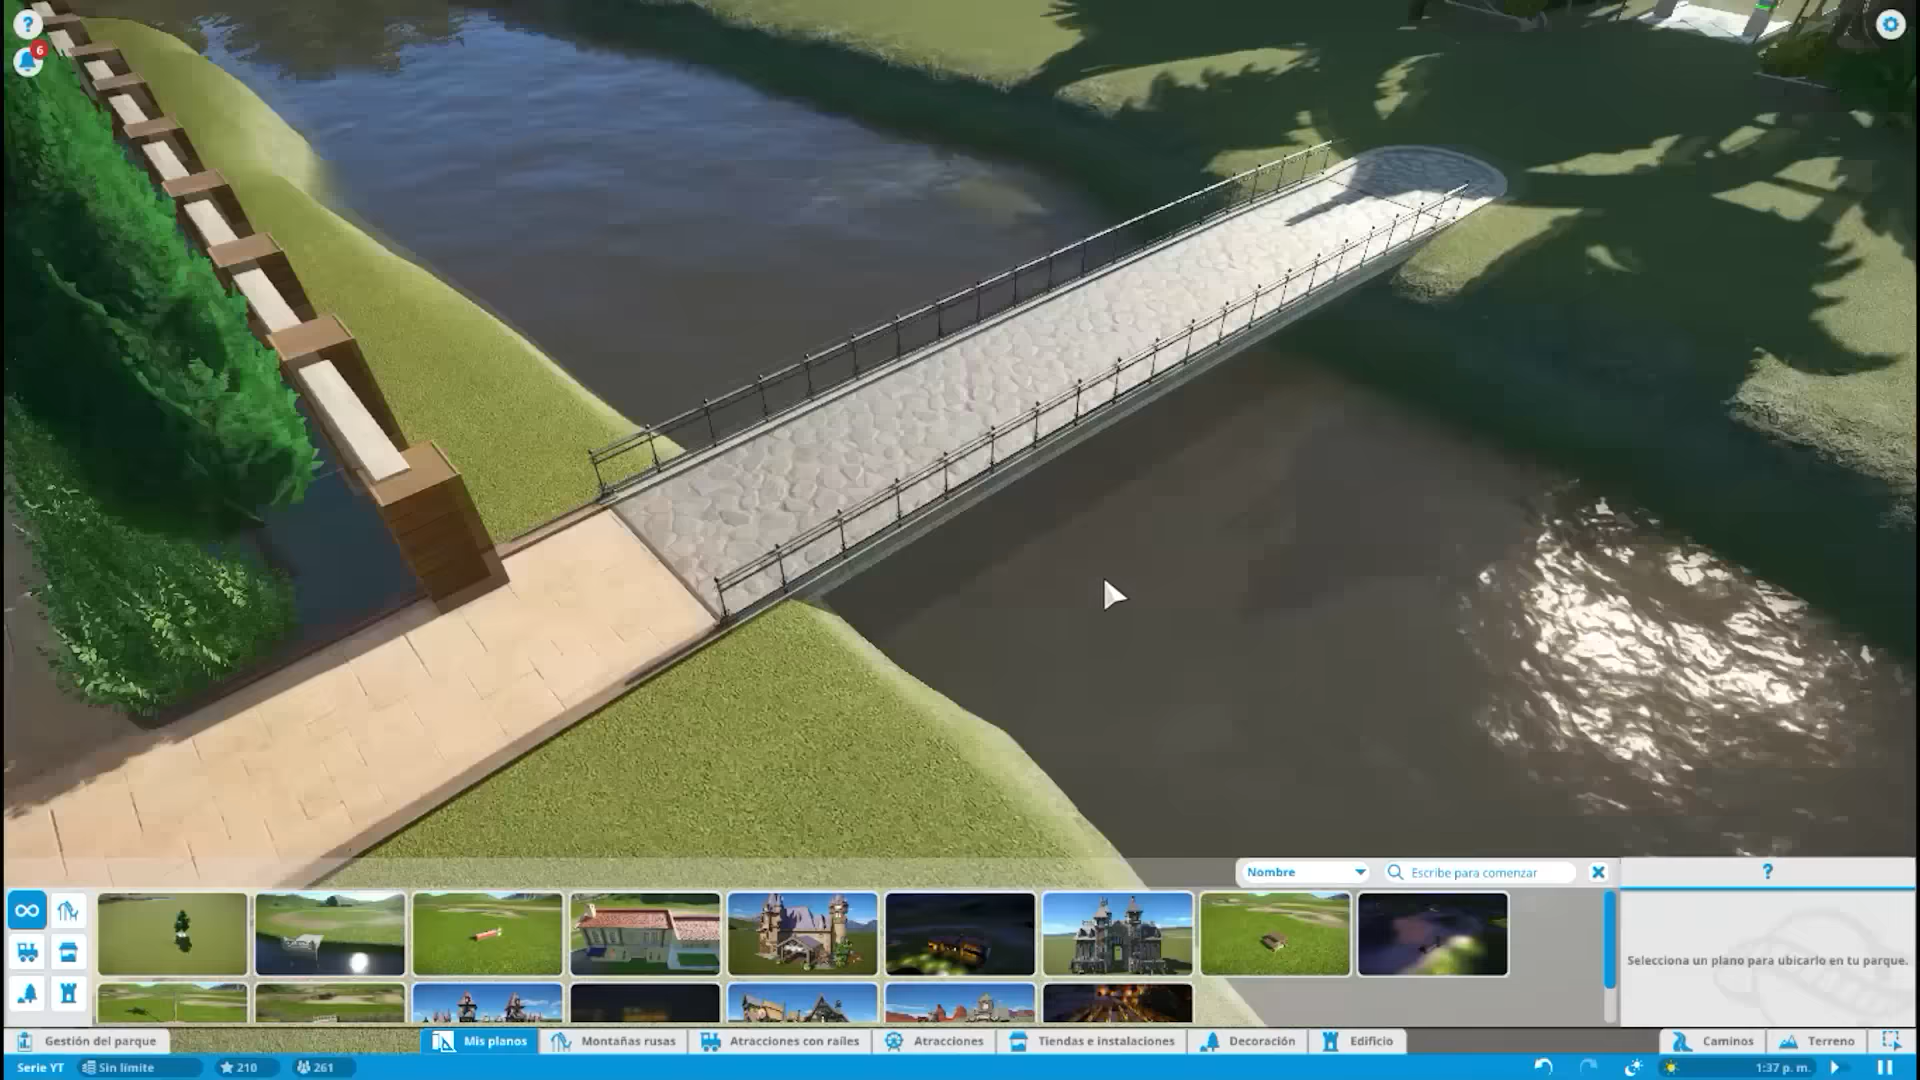 ?
6
Nombre
Escribe para comenzar
?
Selecciona un plano para ubicarlo en tu parque.
Gestión del parque
Mis planos
Montañas rusas
Atracciones con raíles
Atracciones
Tiendas e instalaciones
Decoración
Edificio
Caminos
Terreno
Serie YT
Sin límite
210
261
1:37 p. m.